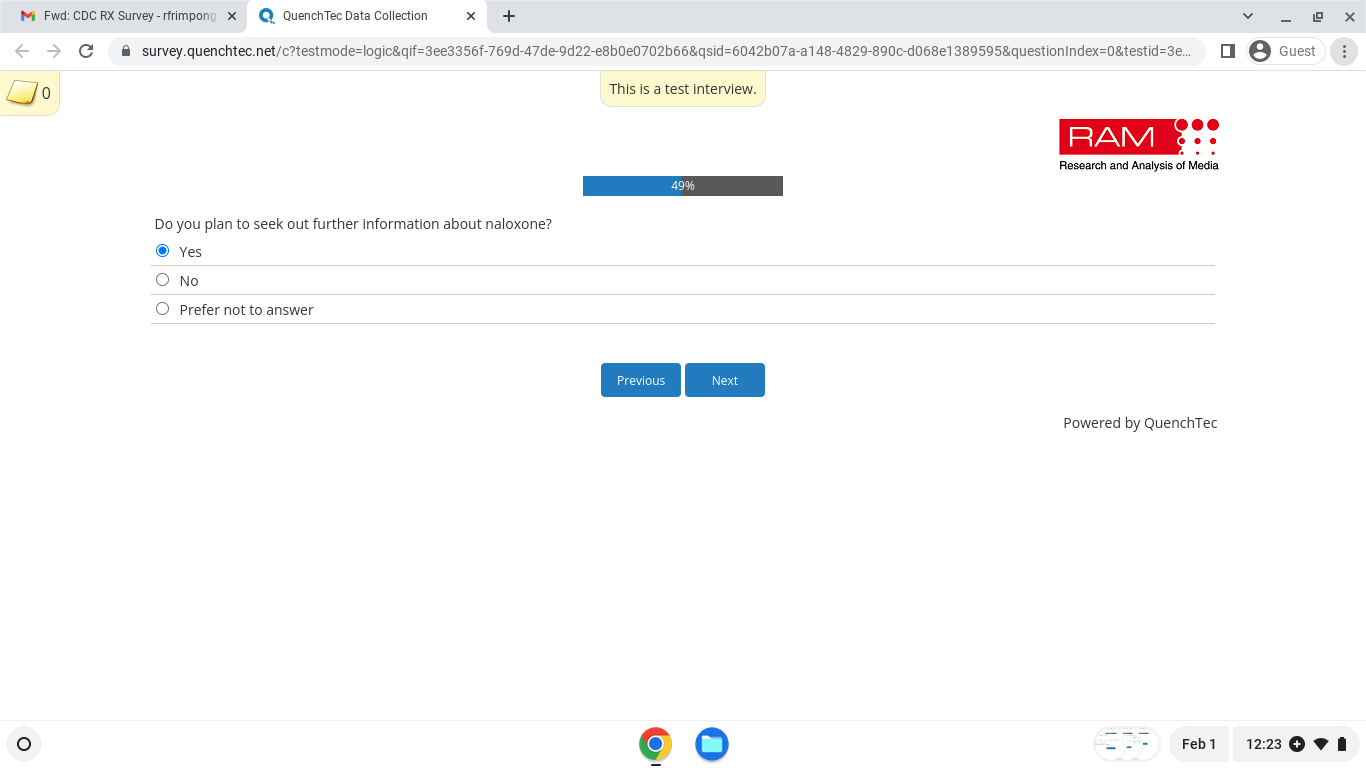 Fwd: CDC RX Survey - rfrimpong
QuenchTec Data Collection
survey.quenchtec.net/c?testmode=logic&qif=3ee3356f-769d-47de-9d22-e8b0e0702b66&qsid=6042b07a-a148-4829-890c-d068e1389595&questionIndex=0&testid=3e...
Guest
0
This is a test interview.
RAM
Research and Analysis of Media
49%
Do you plan to seek out further information about naloxone?
Yes
No
Prefer not to answer
Previous
Next
Powered by QuenchTec
Feb 1
12:23